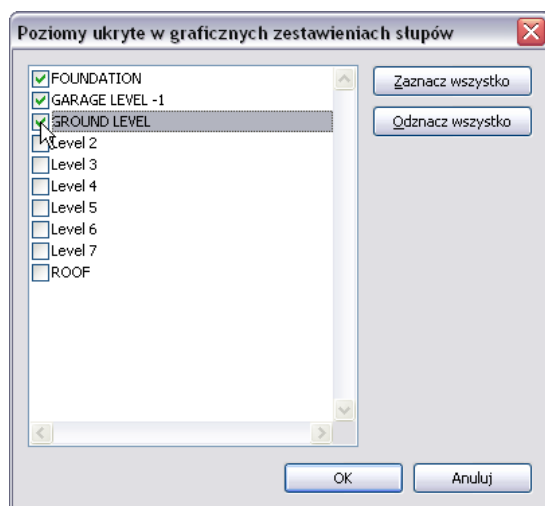 Poziomy ukryte w graficznych zestawieniach słupów
FOUNDATION
GARAGE LEVEL -1
GROUND LEVEL
Level 2
Level 3
Level 4
Level 5
Level 6
Level 7
ROOF
Zaznacz wszystko
Odznacz wszystko
OK
Anuluj